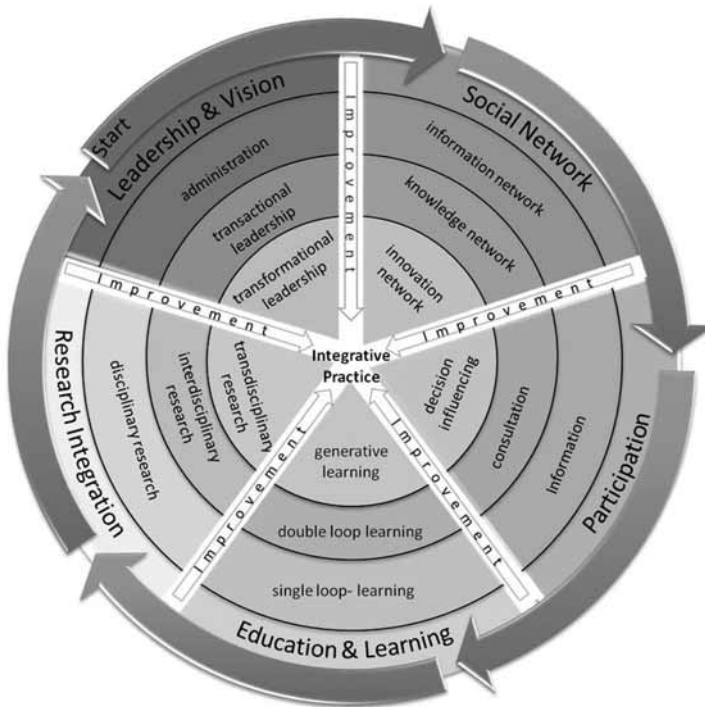 Start
Leadership & Vision
administration
transactional
leadership
transformational
leadership
Improvement
Social Network
information network
knowledge network
innovation
network
Improvement
Participation
Information
consultation
decision
influencing
Improvement
Education & Learning
single loop- learning
double loop learning
generative
learning
Improvement
Research Integration
disciplinary research
interdisciplinary
research
transdisciplinary
research
Improvement
Integrative
Practice